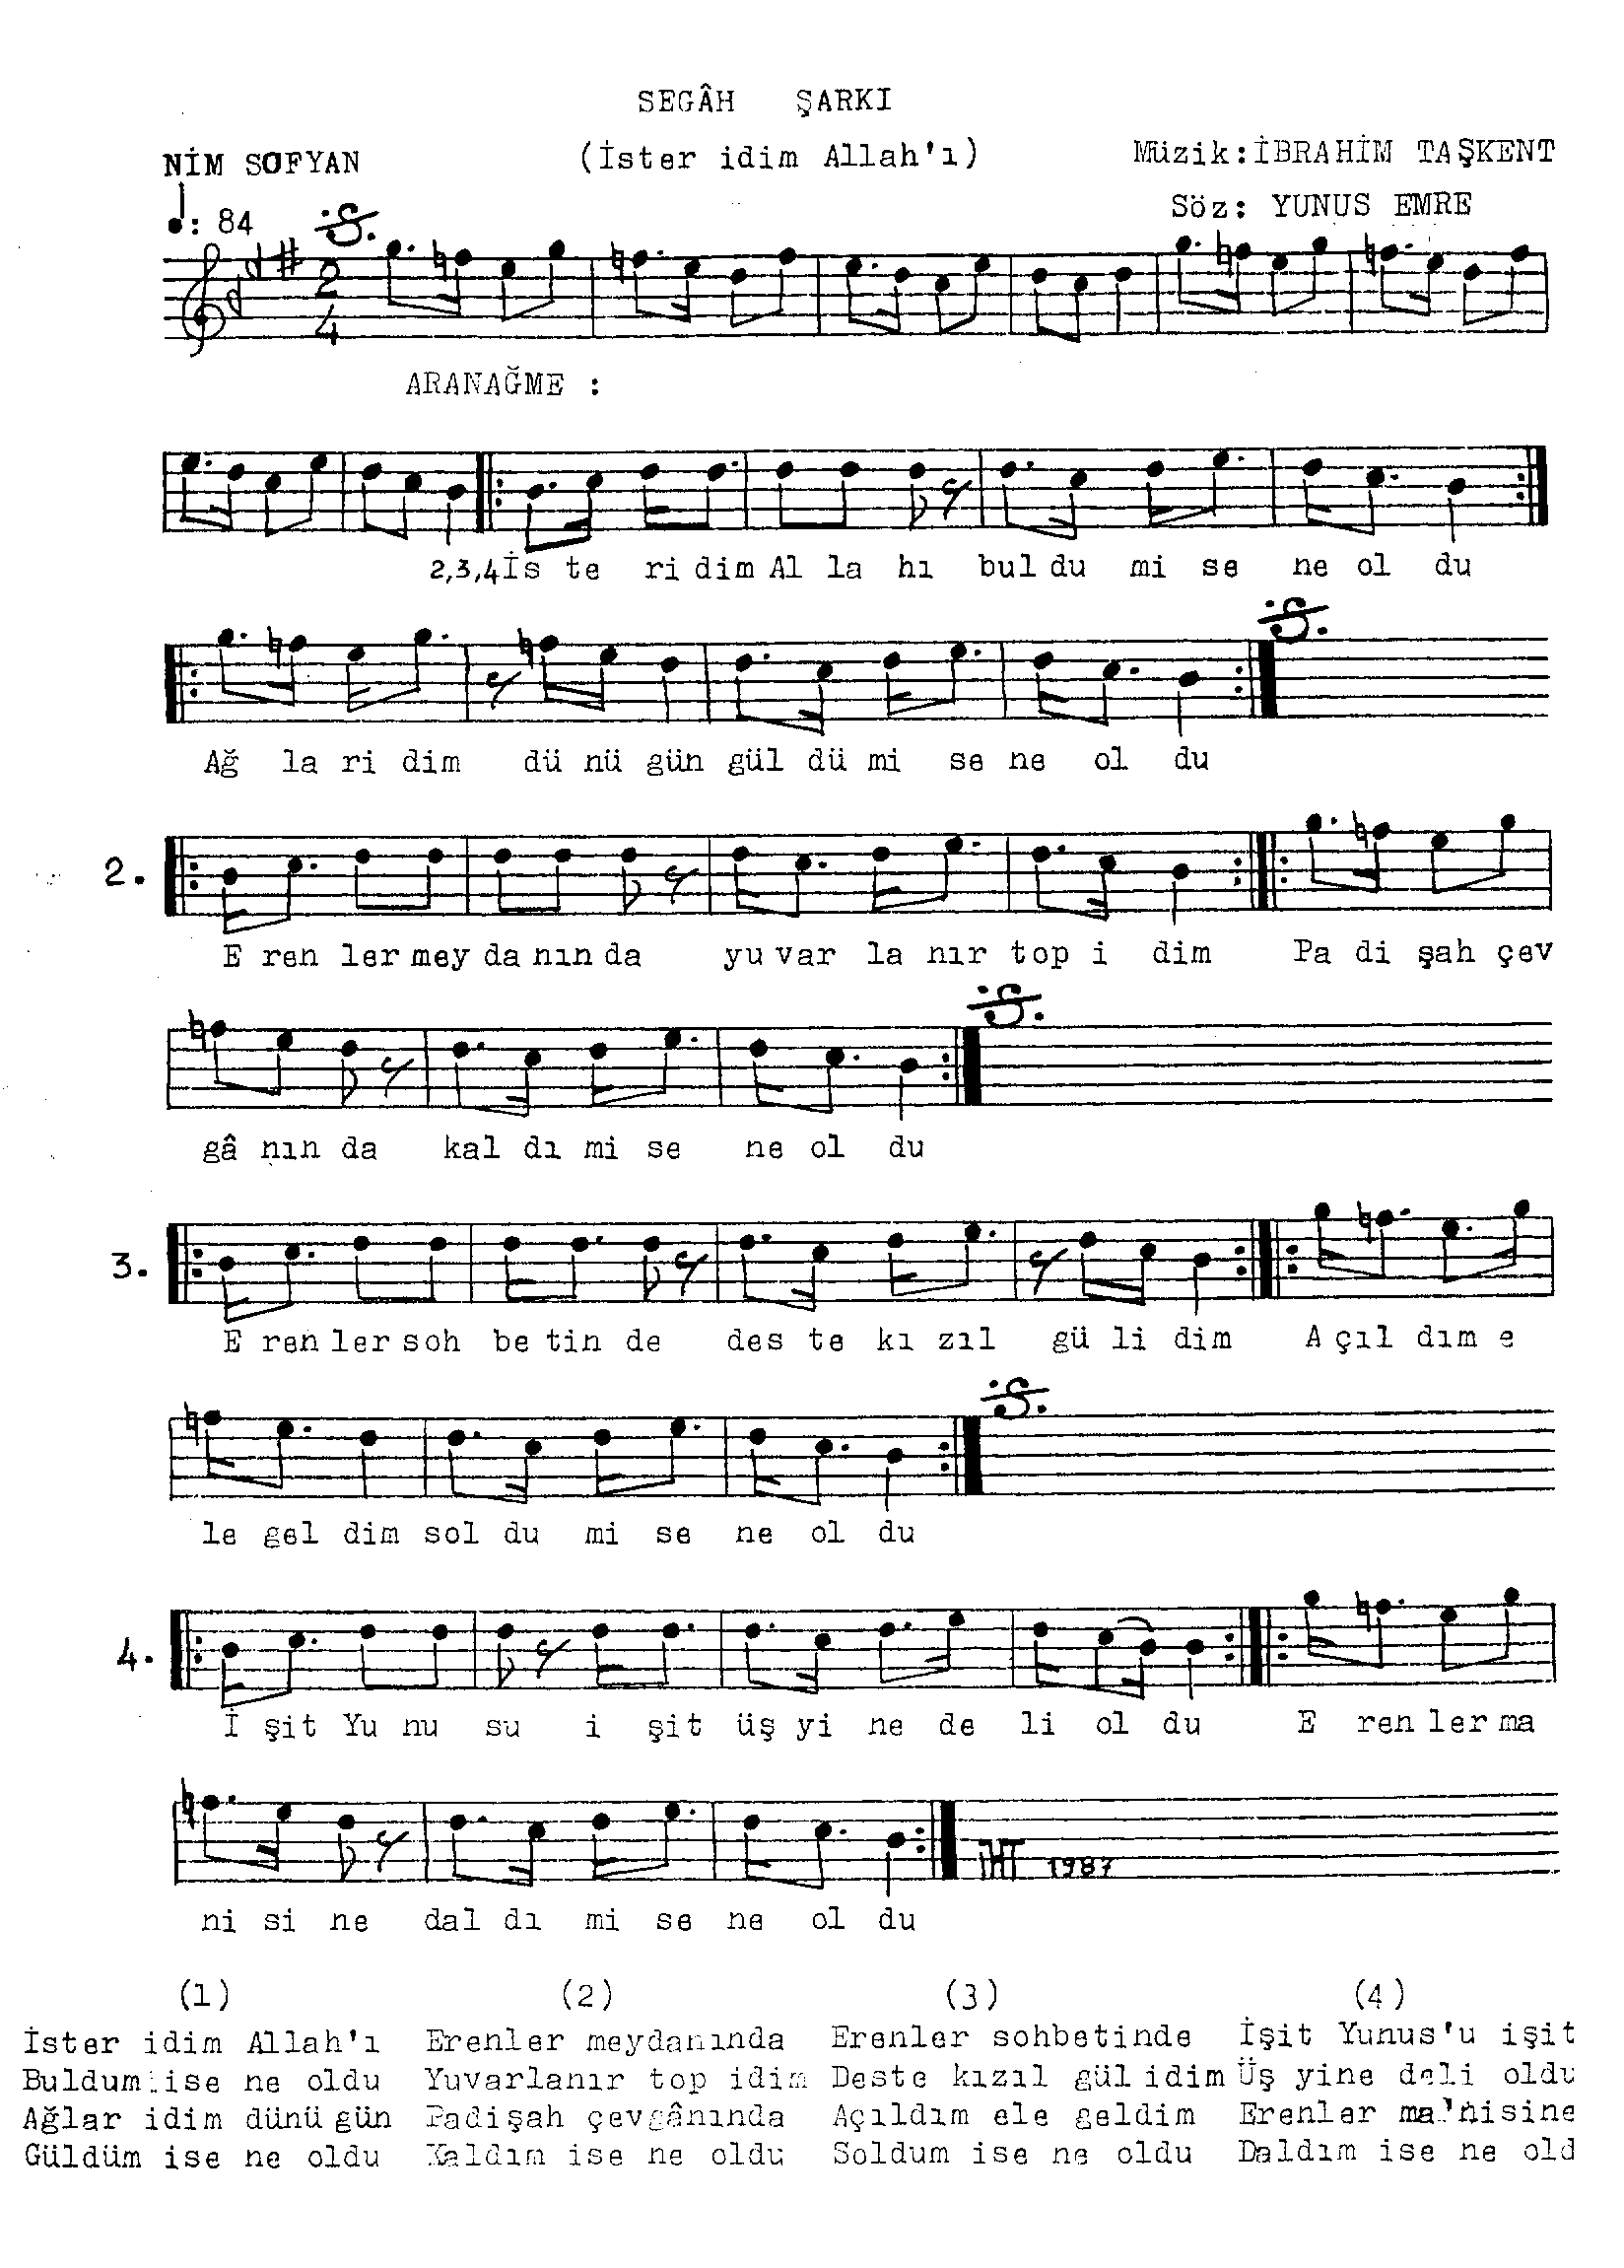 SEGÂH ŞARKI
NİM SOFYAN (İster idim Allah'ı) Müzik:İBRAHİM TAŞKENT
: 84 Söz: YUNUS EMRE
2
4
ARANAĞME :
2,3,4 İs te ri dim Al la hı bul du mi se ne ol du
Ağ la ri dim dü nü gün gül dü mi se ne ol du
2.
E ren ler mey da nın da yu var la nır top i dim Pa di şah çev
gâ nın da kal dı mi se ne ol du
3.
E ren ler soh be tin de des te kı zıl gü li dim A çıl dım e
le gel dim sol du mi se ne ol du
4.
İ şit Yu nu su i şit üş yi ne de li ol du E ren ler ma
1987
ni si ne dal dı mi se ne ol du
(1)
İster idim Allah'ı
Buldum ise ne oldu
Ağlar idim dünü gün
Güldüm ise ne oldu
(2)
Erenler meydanında
Yuvarlanır top idim
Padişah çevgânında
Kaldım ise ne oldu
(3)
Erenler sohbetinde
Deste kızıl gül idim
Açıldım ele geldim
Soldum ise ne oldu
(4)
İşit Yunus'u işit
Üş yine deli oldu
Erenler ma'nisine
Daldım ise ne old